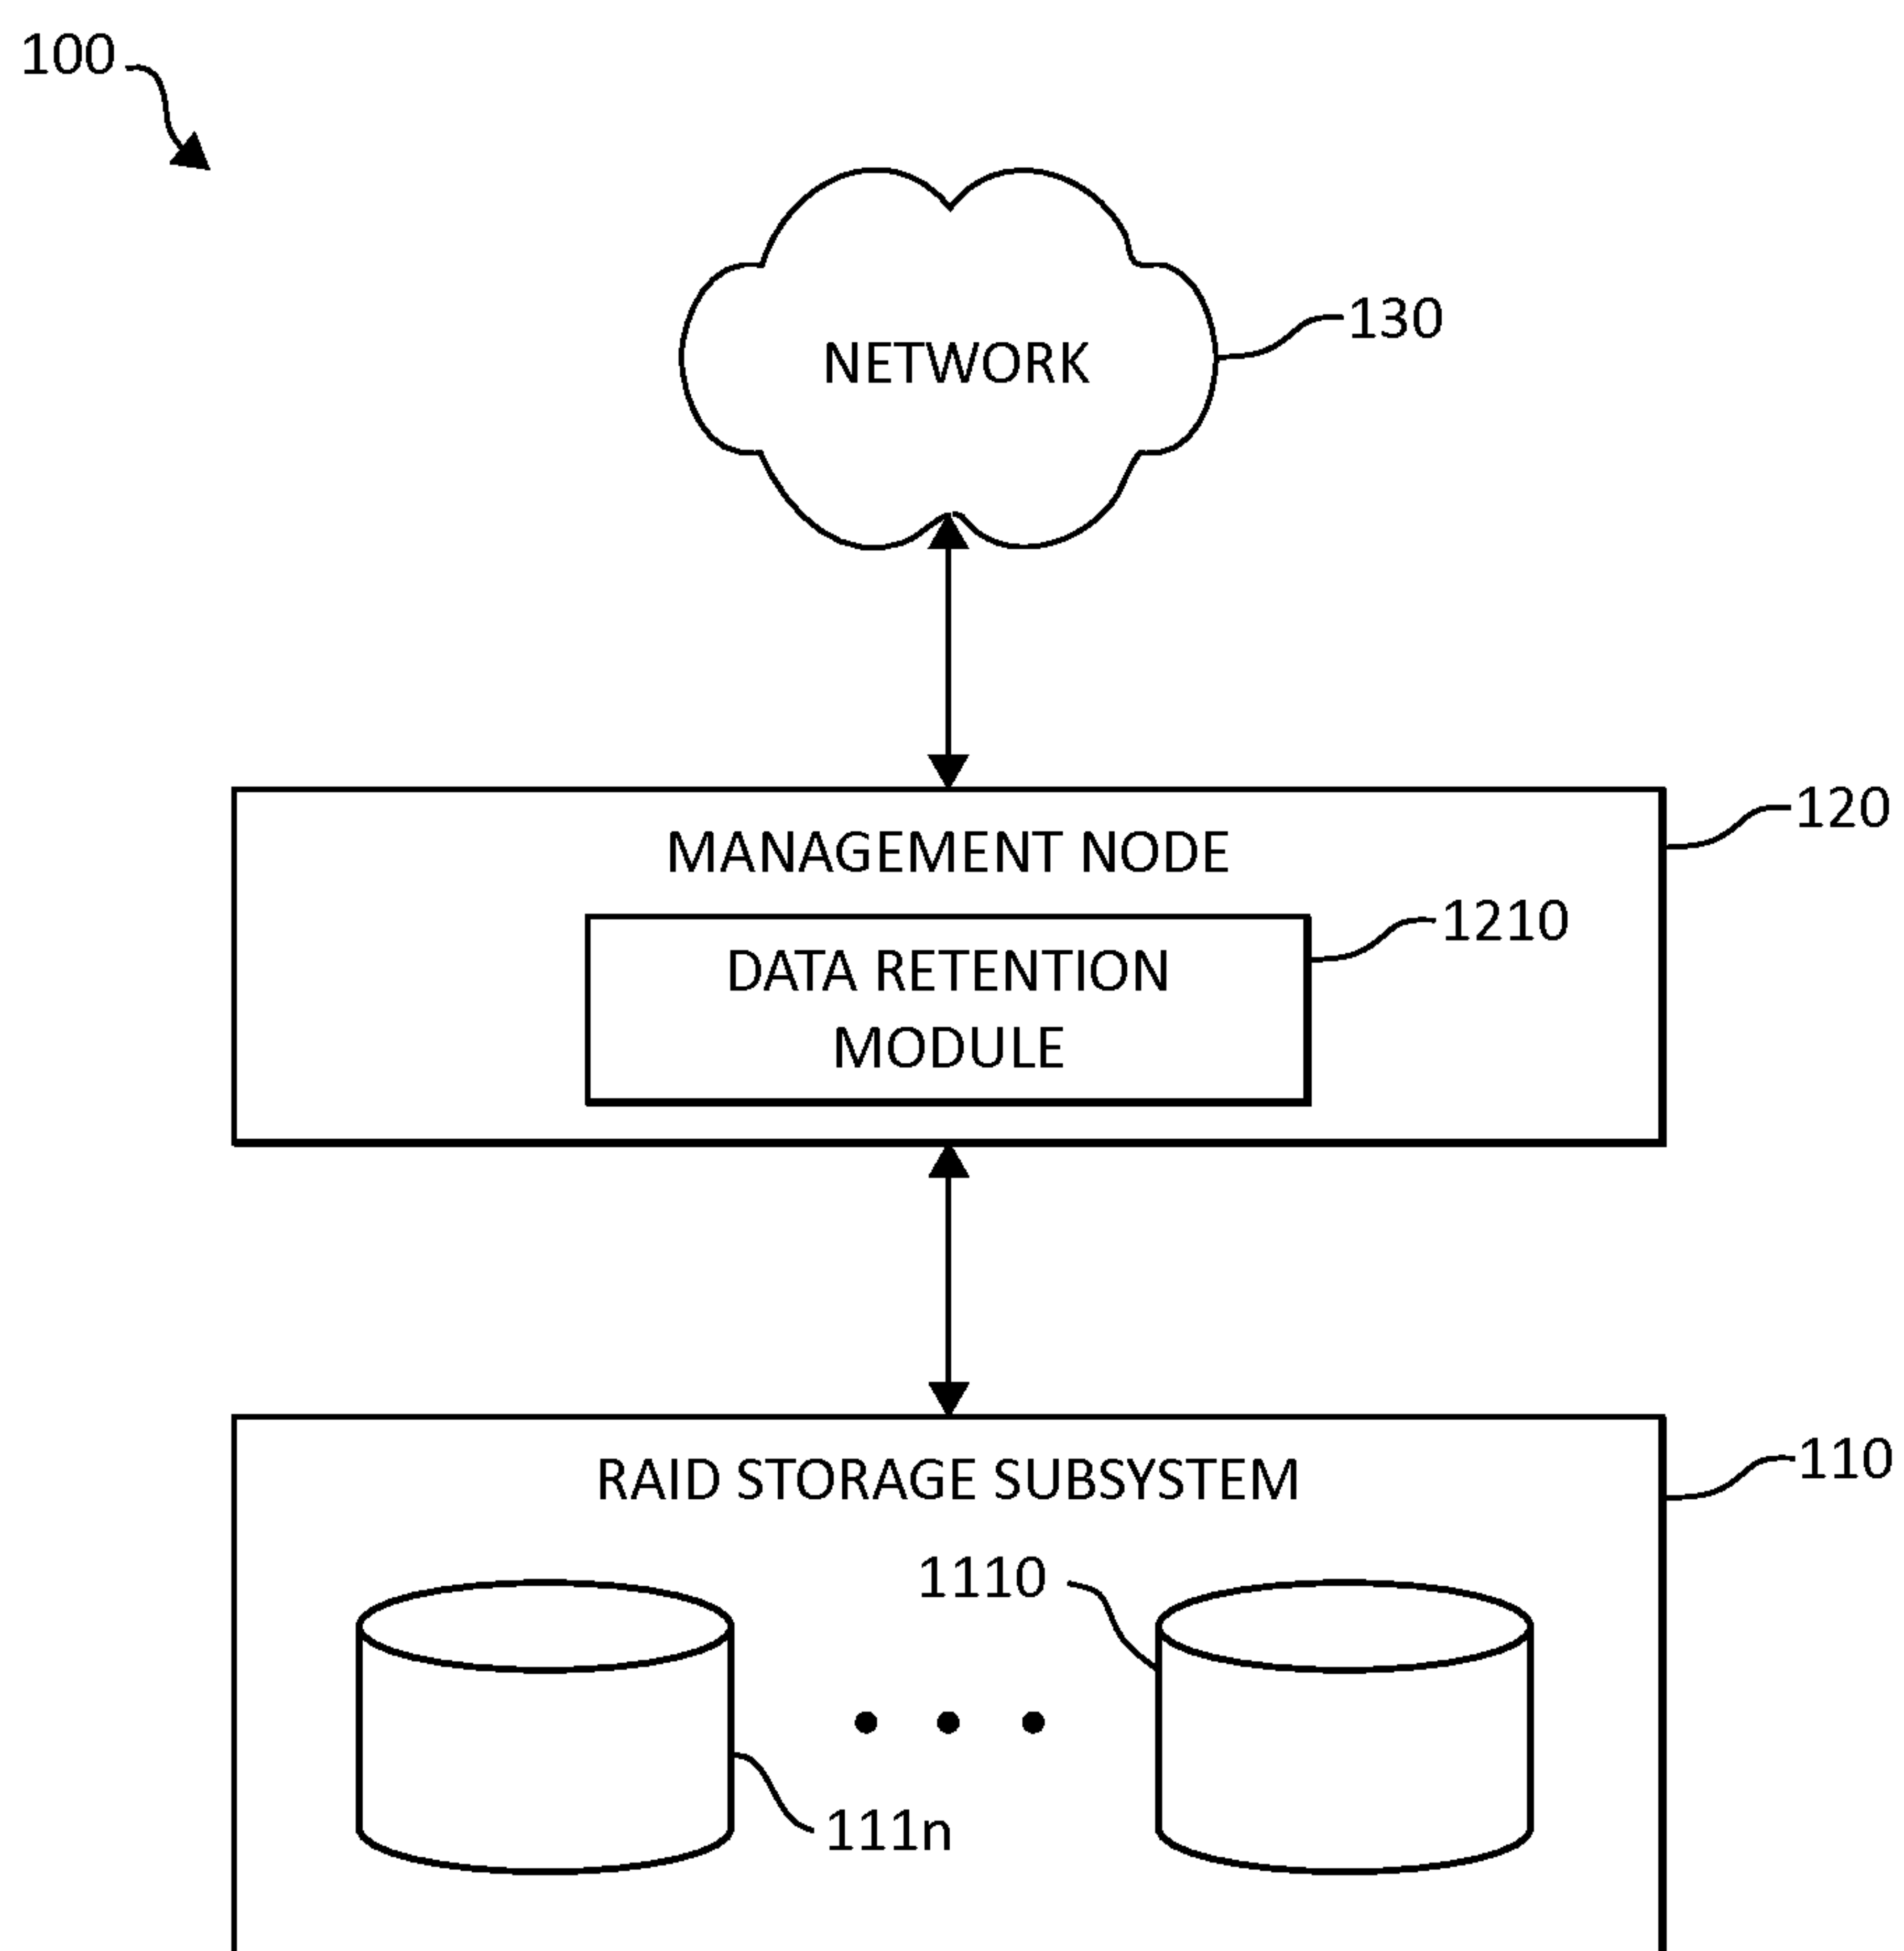 100
NETWORK
130
MANAGEMENT NODE
120
1210
DATA RETENTION
MODULE
RAID STORAGE SUBSYSTEM
110
1110
111n